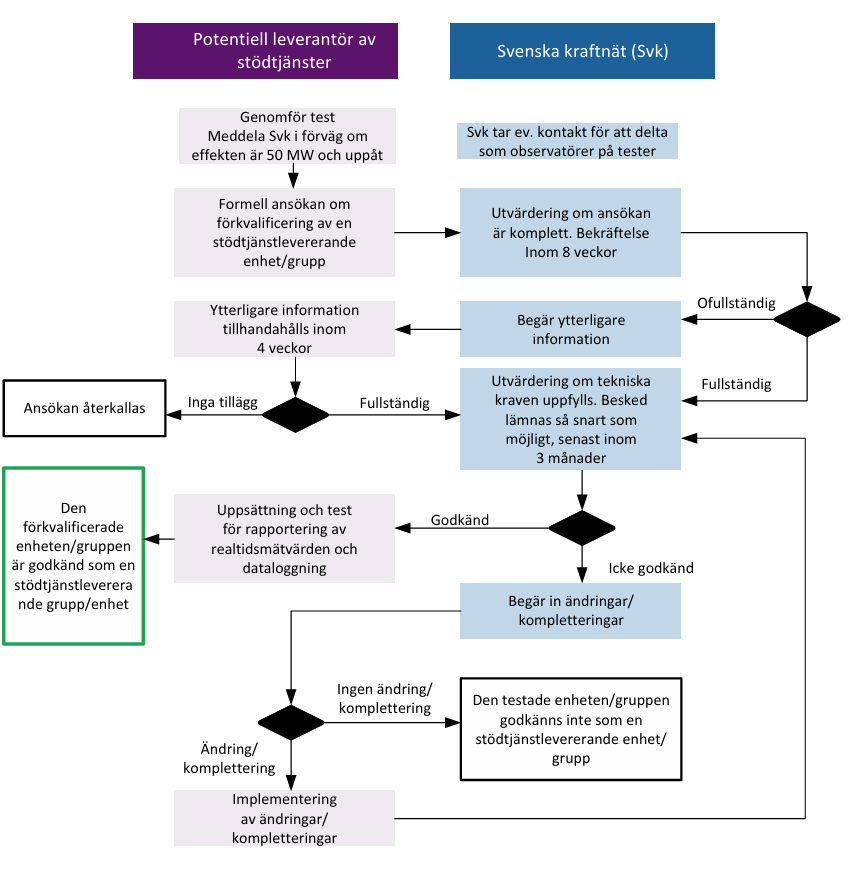 Potentiell leverantör av
stödtjänster
Svenska kraftnät (Svk)
Genomför test
Meddela Svk i förväg om
effekten är 50 MW och uppåt
Svk tar ev. kontakt för att delta
som observatörer på tester
Formell ansökan om
förkvalificering av en
stödtjänstlevererande
enhet/grupp
Utvärdering om ansökan
är komplett. Bekräftelse
Inom 8 veckor
Ofullständig
Ytterligare information
tillhandahålls inom
4 veckor
Begär ytterligare
information
Fullständig
Ansökan återkallas
Inga tillägg
Fullständig
Utvärdering om tekniska
kraven uppfylls. Besked
lämnas så snart som
möjligt, senast inom
3 månader
Den
förkvalificerade
enheten/gruppen
är godkänd som en
stödtjänstleverera
nde grupp/enhet
Uppsättning och test
för rapportering av
realtidsmätvärden och
dataloggning
Godkänd
Icke godkänd
Begär in ändringar/
kompletteringar
Ingen ändring/
komplettering
Den testade enheten/gruppen
godkänns inte som en
stödtjänstlevererande enhet/
grupp
Ändring/
komplettering
Implementering
av ändringar/
kompletteringar